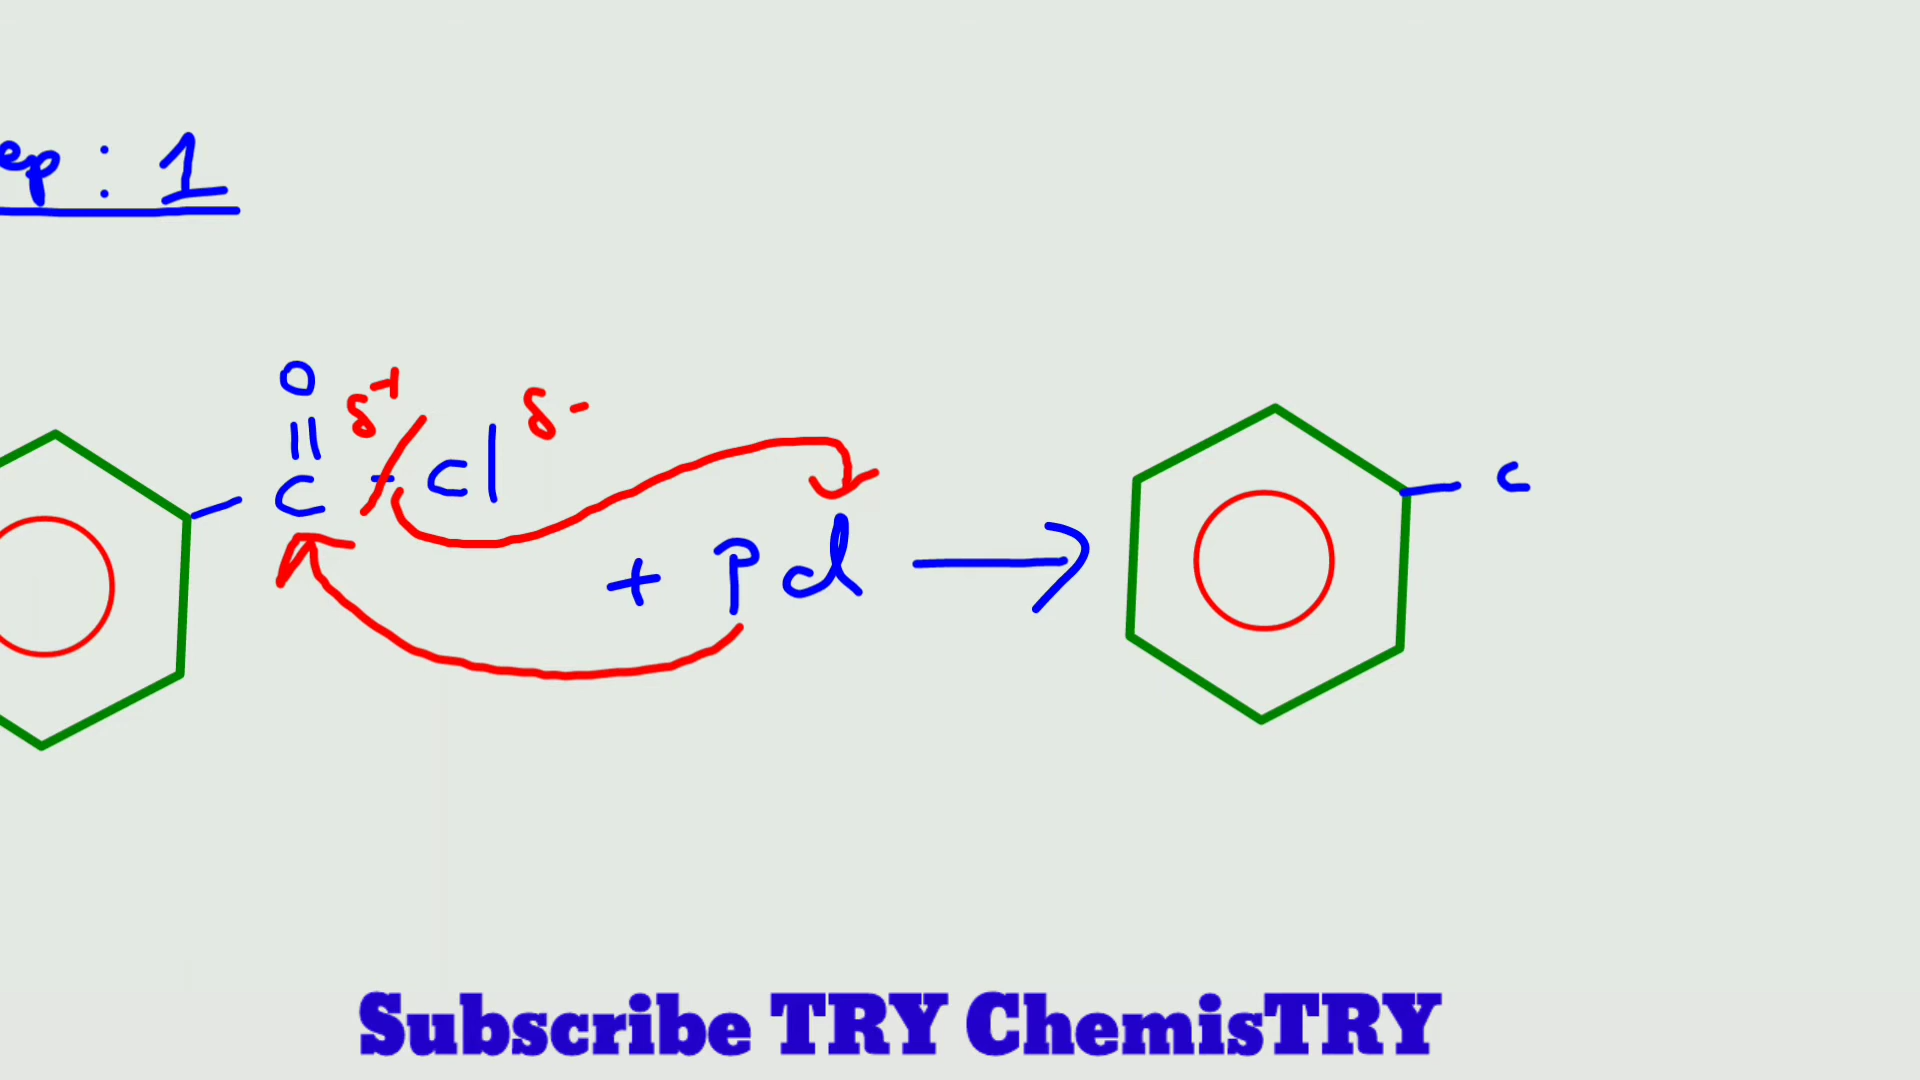 ep : 1
O
δ+ δ-
C - Cl
+ Pd → C
Subscribe TRY ChemisTRY